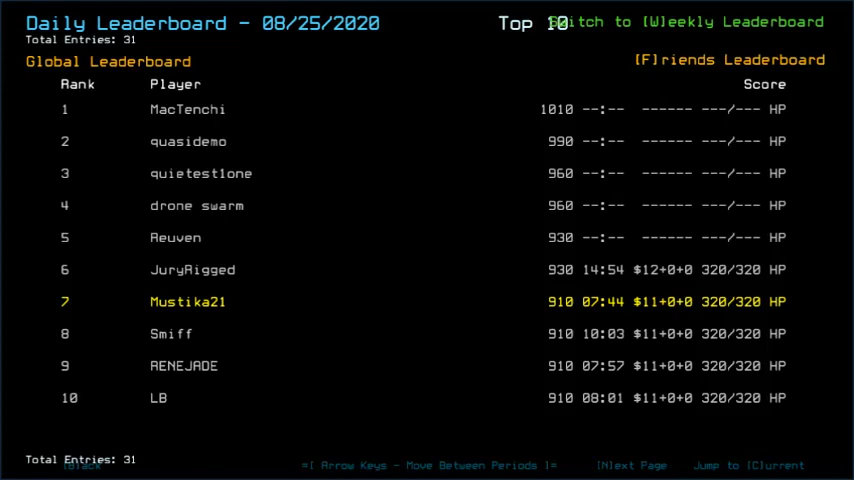 Daily Leaderboard - 08/25/2020 Top 10 Switch to [W]eekly Leaderboard
Total Entries: 31
Global Leaderboard [F]riends Leaderboard
Rank Player Score
1 MacTenchi 1010 --:-- ------ ---/--- HP
2 quasidemo 990 --:-- ------ ---/--- HP
3 quietest1one 960 --:-- ------ ---/--- HP
4 drone swarm 960 --:-- ------ ---/--- HP
5 Reuven 930 --:-- ------ ---/--- HP
6 JuryRigged 930 14:54 $12+0+0 320/320 HP
7 Mustika21 910 07:44 $11+0+0 320/320 HP
8 Smiff 910 10:03 $11+0+0 320/320 HP
9 RENEJADE 910 07:57 $11+0+0 320/320 HP
10 LB 910 08:01 $11+0+0 320/320 HP
Total Entries: 31
[B]ack =[ Arrow Keys - Move Between Periods ]= [N]ext Page Jump to [C]urrent